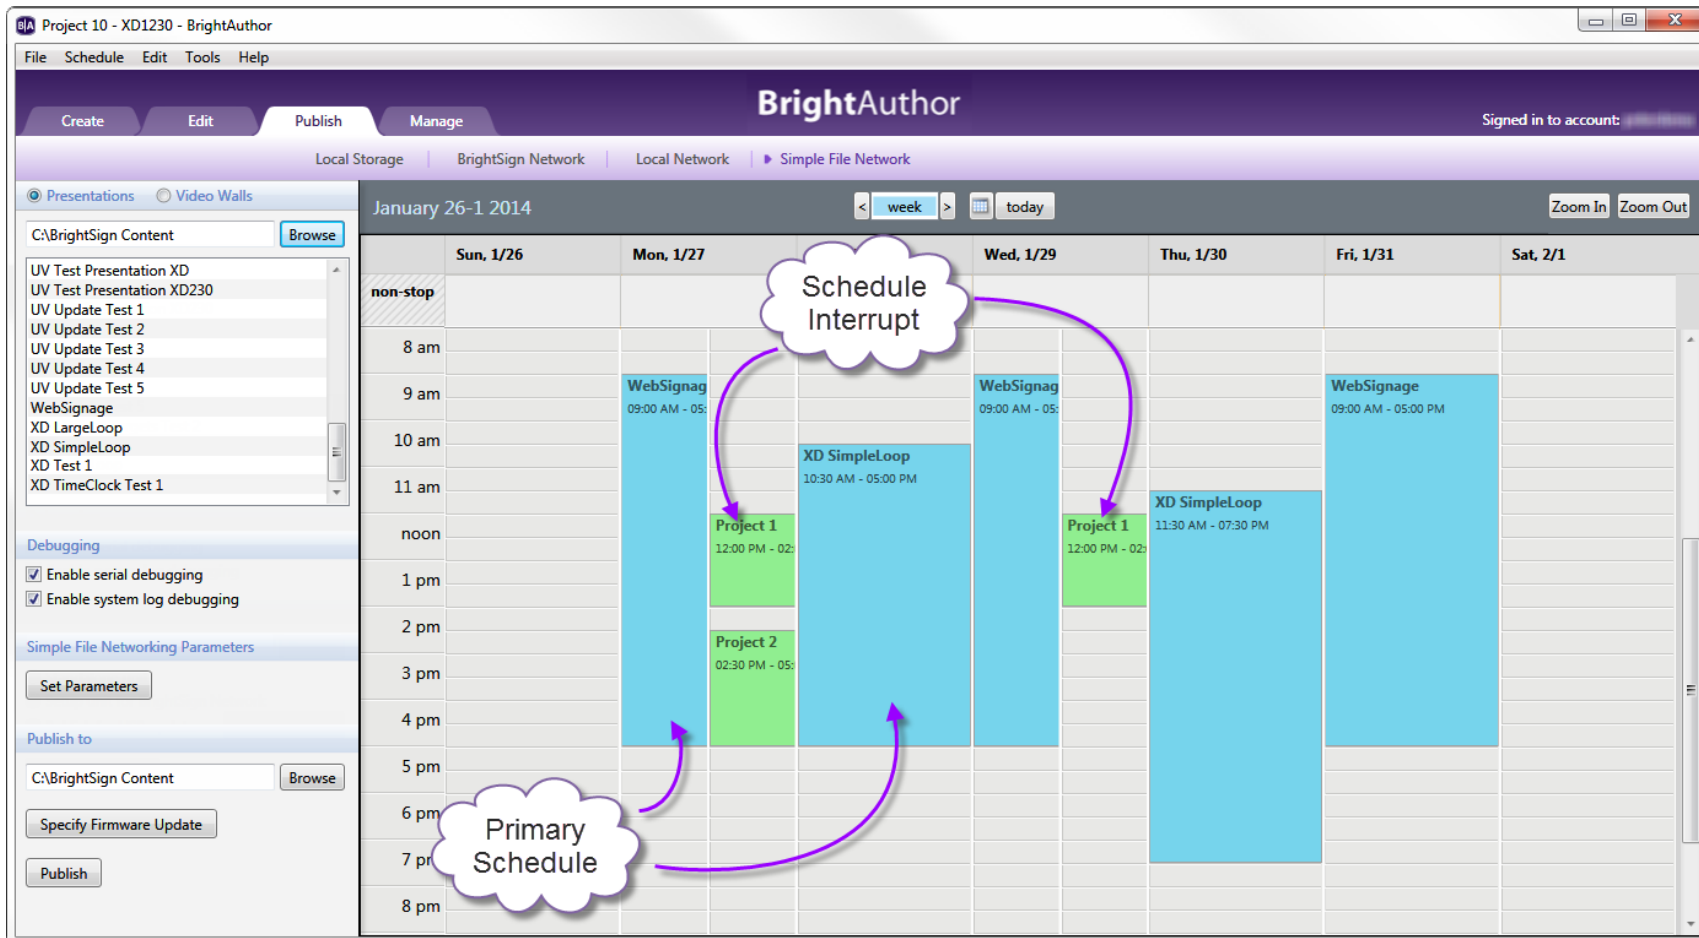 Project 10 - XD1230 - BrightAuthor
File Schedule Edit Tools Help
BrightAuthor
Create Edit Publish Manage
Signed in to account:
Local Storage BrightSign Network Local Network Simple File Network
Presentations Video Walls
January 26-1 2014
< week > today
Zoom In Zoom Out
C:\BrightSign Content Browse
Sun, 1/26 Mon, 1/27 Wed, 1/29 Thu, 1/30 Fri, 1/31 Sat, 2/1
UV Test Presentation XD
UV Test Presentation XD230
UV Update Test 1
UV Update Test 2
UV Update Test 3
UV Update Test 4
UV Update Test 5
WebSignage
XD LargeLoop
XD SimpleLoop
XD Test 1
XD TimeClock Test 1
Debugging
Enable serial debugging
Enable system log debugging
Simple File Networking Parameters
Set Parameters
Publish to
C:\BrightSign Content Browse
Specify Firmware Update
Publish
non-stop
8 am
9 am
10 am
11 am
noon
1 pm
2 pm
3 pm
4 pm
5 pm
6 pm
7 p
8 pm
Schedule
Interrupt
WebSignag
09:00 AM - 05:
Project 1
12:00 PM - 02:
Project 2
02:30 PM - 05:
XD SimpleLoop
10:30 AM - 05:00 PM
WebSignag
09:00 AM - 05:
Project 1
12:00 PM - 02:
XD SimpleLoop
11:30 AM - 07:30 PM
WebSignage
09:00 AM - 05:00 PM
Primary
Schedule